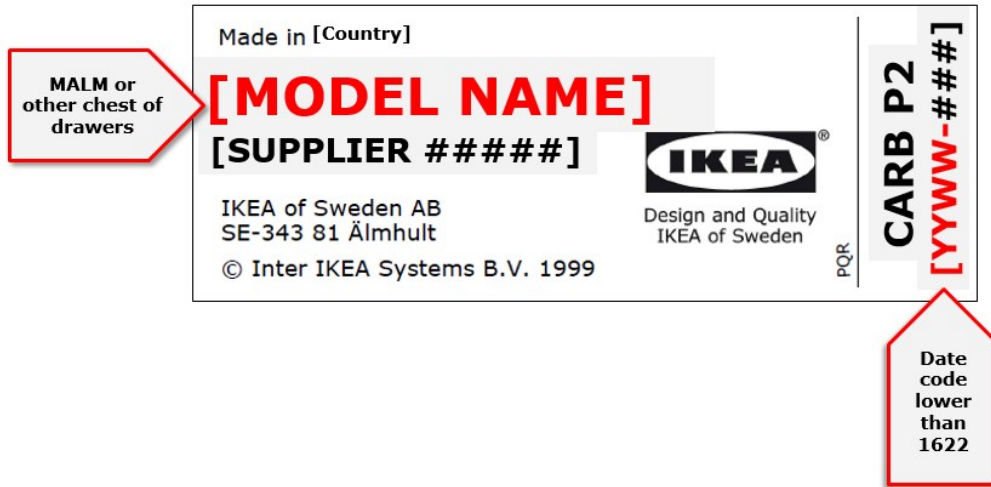 Made in [Country]
MALM or
other chest of
drawers
[MODEL NAME]
[SUPPLIER #####]
IKEA of Sweden AB
SE-343 81 Älmhult
© Inter IKEA Systems B.V. 1999
IKEA®
Design and Quality
IKEA of Sweden
PQR
CARB P2
[YYWW-###]
Date
code
lower
than
1622